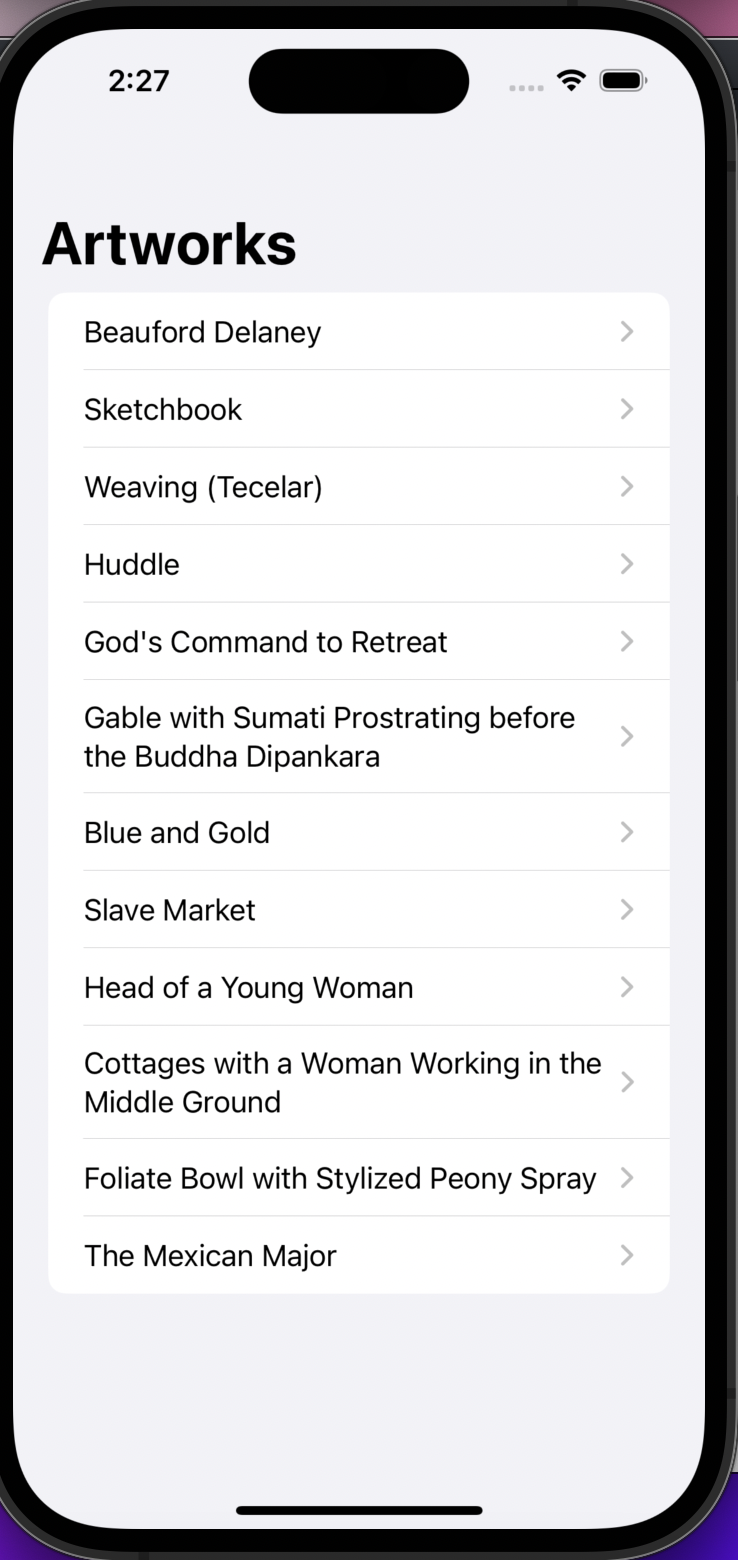 2:27
Artworks
Beauford Delaney
Sketchbook
Weaving (Tecelar)
Huddle
God's Command to Retreat
Gable with Sumati Prostrating before
the Buddha Dipankara
Blue and Gold
Slave Market
Head of a Young Woman
Cottages with a Woman Working in the
Middle Ground
Foliate Bowl with Stylized Peony Spray
The Mexican Major